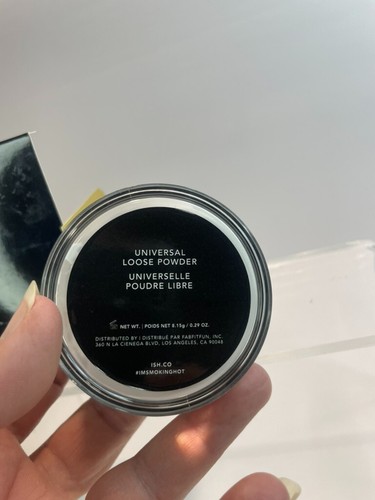 UNIVERSAL
LOOSE POWDER
UNIVERSELLE
POUDRE LIBRE
NET WT. | POIDS NET 8.15g / 0.29 OZ.
DISTRIBUTED BY | DISTRIBUÉ PAR FABFITFUN, INC.
360 N LA CIENEGA BLVD, LOS ANGELES, CA 90048
ISH.CO
#IMSMOKINGHOT